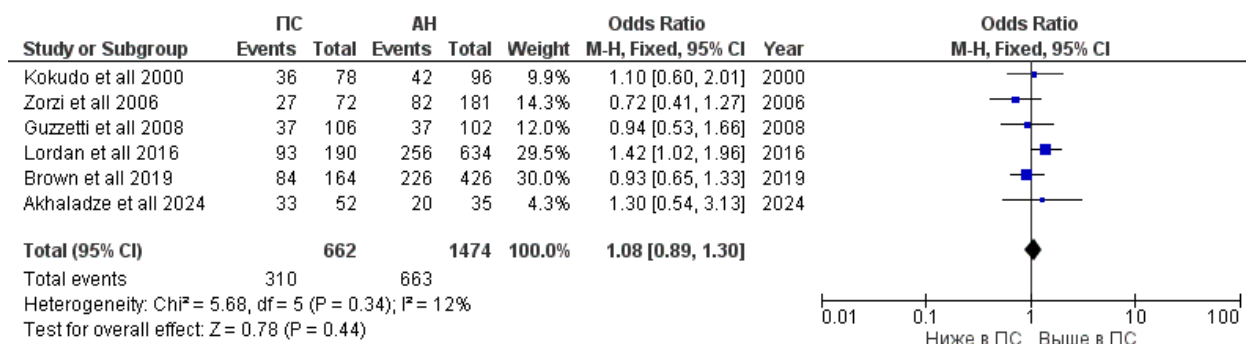 ПС АН Odds Ratio Odds Ratio
Study or Subgroup Events Total Events Total Weight M-H, Fixed, 95% CI Year M-H, Fixed, 95% CI
Kokudo et all 2000 36 78 42 96 9.9% 1.10 [0.60, 2.01] 2000
Zorzi et all 2006 27 72 82 181 14.3% 0.72 [0.41, 1.27] 2006
Guzzetti et all 2008 37 106 37 102 12.0% 0.94 [0.53, 1.66] 2008
Lordan et all 2016 93 190 256 634 29.5% 1.42 [1.02, 1.96] 2016
Brown et all 2019 84 164 226 426 30.0% 0.93 [0.65, 1.33] 2019
Akhaladze et all 2024 33 52 20 35 4.3% 1.30 [0.54, 3.13] 2024
Total (95% CI) 662 1474 100.0% 1.08 [0.89, 1.30]
Total events 310 663
Heterogeneity: Chi² = 5.68, df = 5 (P = 0.34); I² = 12%
Test for overall effect: Z = 0.78 (P = 0.44)
0.01 0.1 1 10 100
Ниже в ПС Выше в ПС